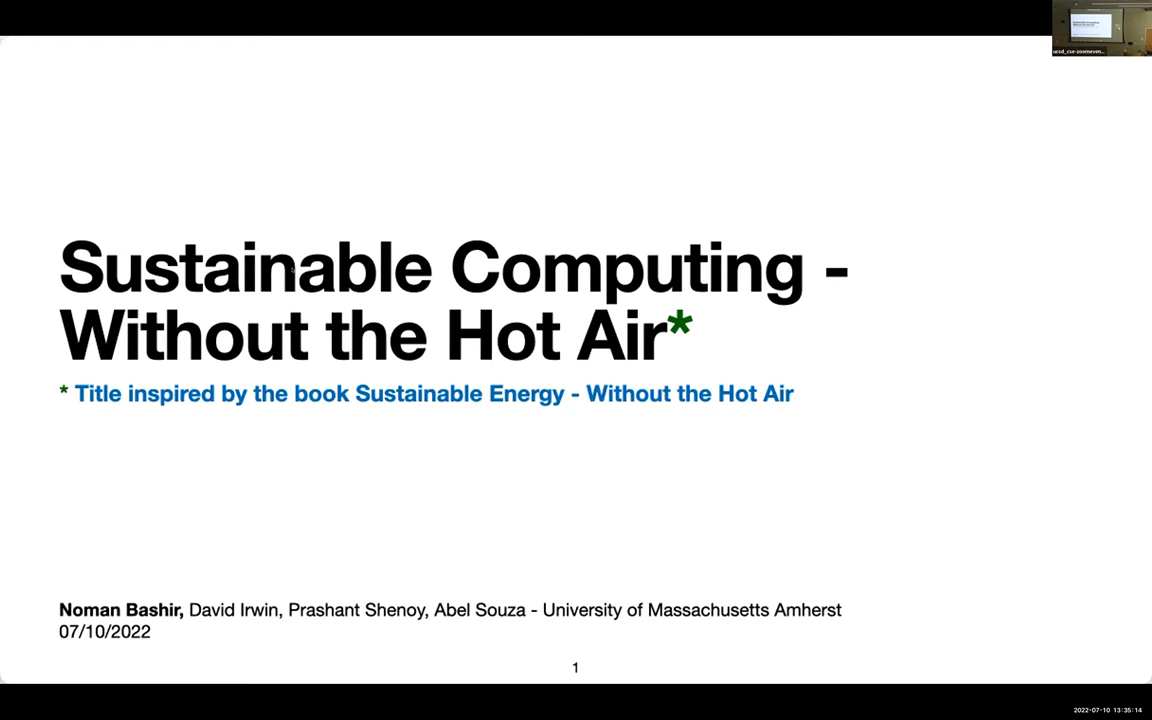 ucsd_cse-zoomeven...
Sustainable Computing -
Without the Hot Air*
* Title inspired by the book Sustainable Energy - Without the Hot Air
Noman Bashir, David Irwin, Prashant Shenoy, Abel Souza - University of Massachusetts Amherst
07/10/2022
1
2022-07-10 13:35:14